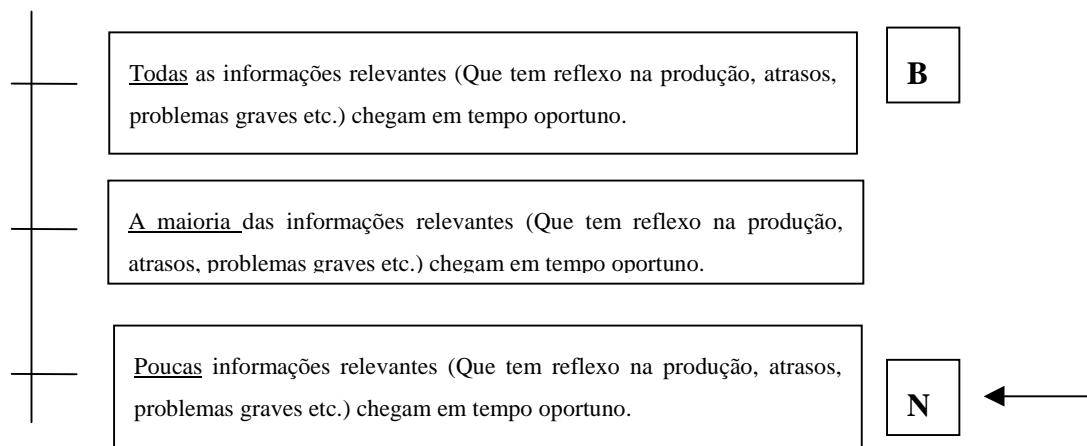 Todas as informações relevantes (Que tem reflexo na produção, atrasos,
problemas graves etc.) chegam em tempo oportuno.
B
A maioria das informações relevantes (Que tem reflexo na produção,
atrasos, problemas graves etc.) chegam em tempo oportuno.
Poucas informações relevantes (Que tem reflexo na produção, atrasos,
problemas graves etc.) chegam em tempo oportuno.
N